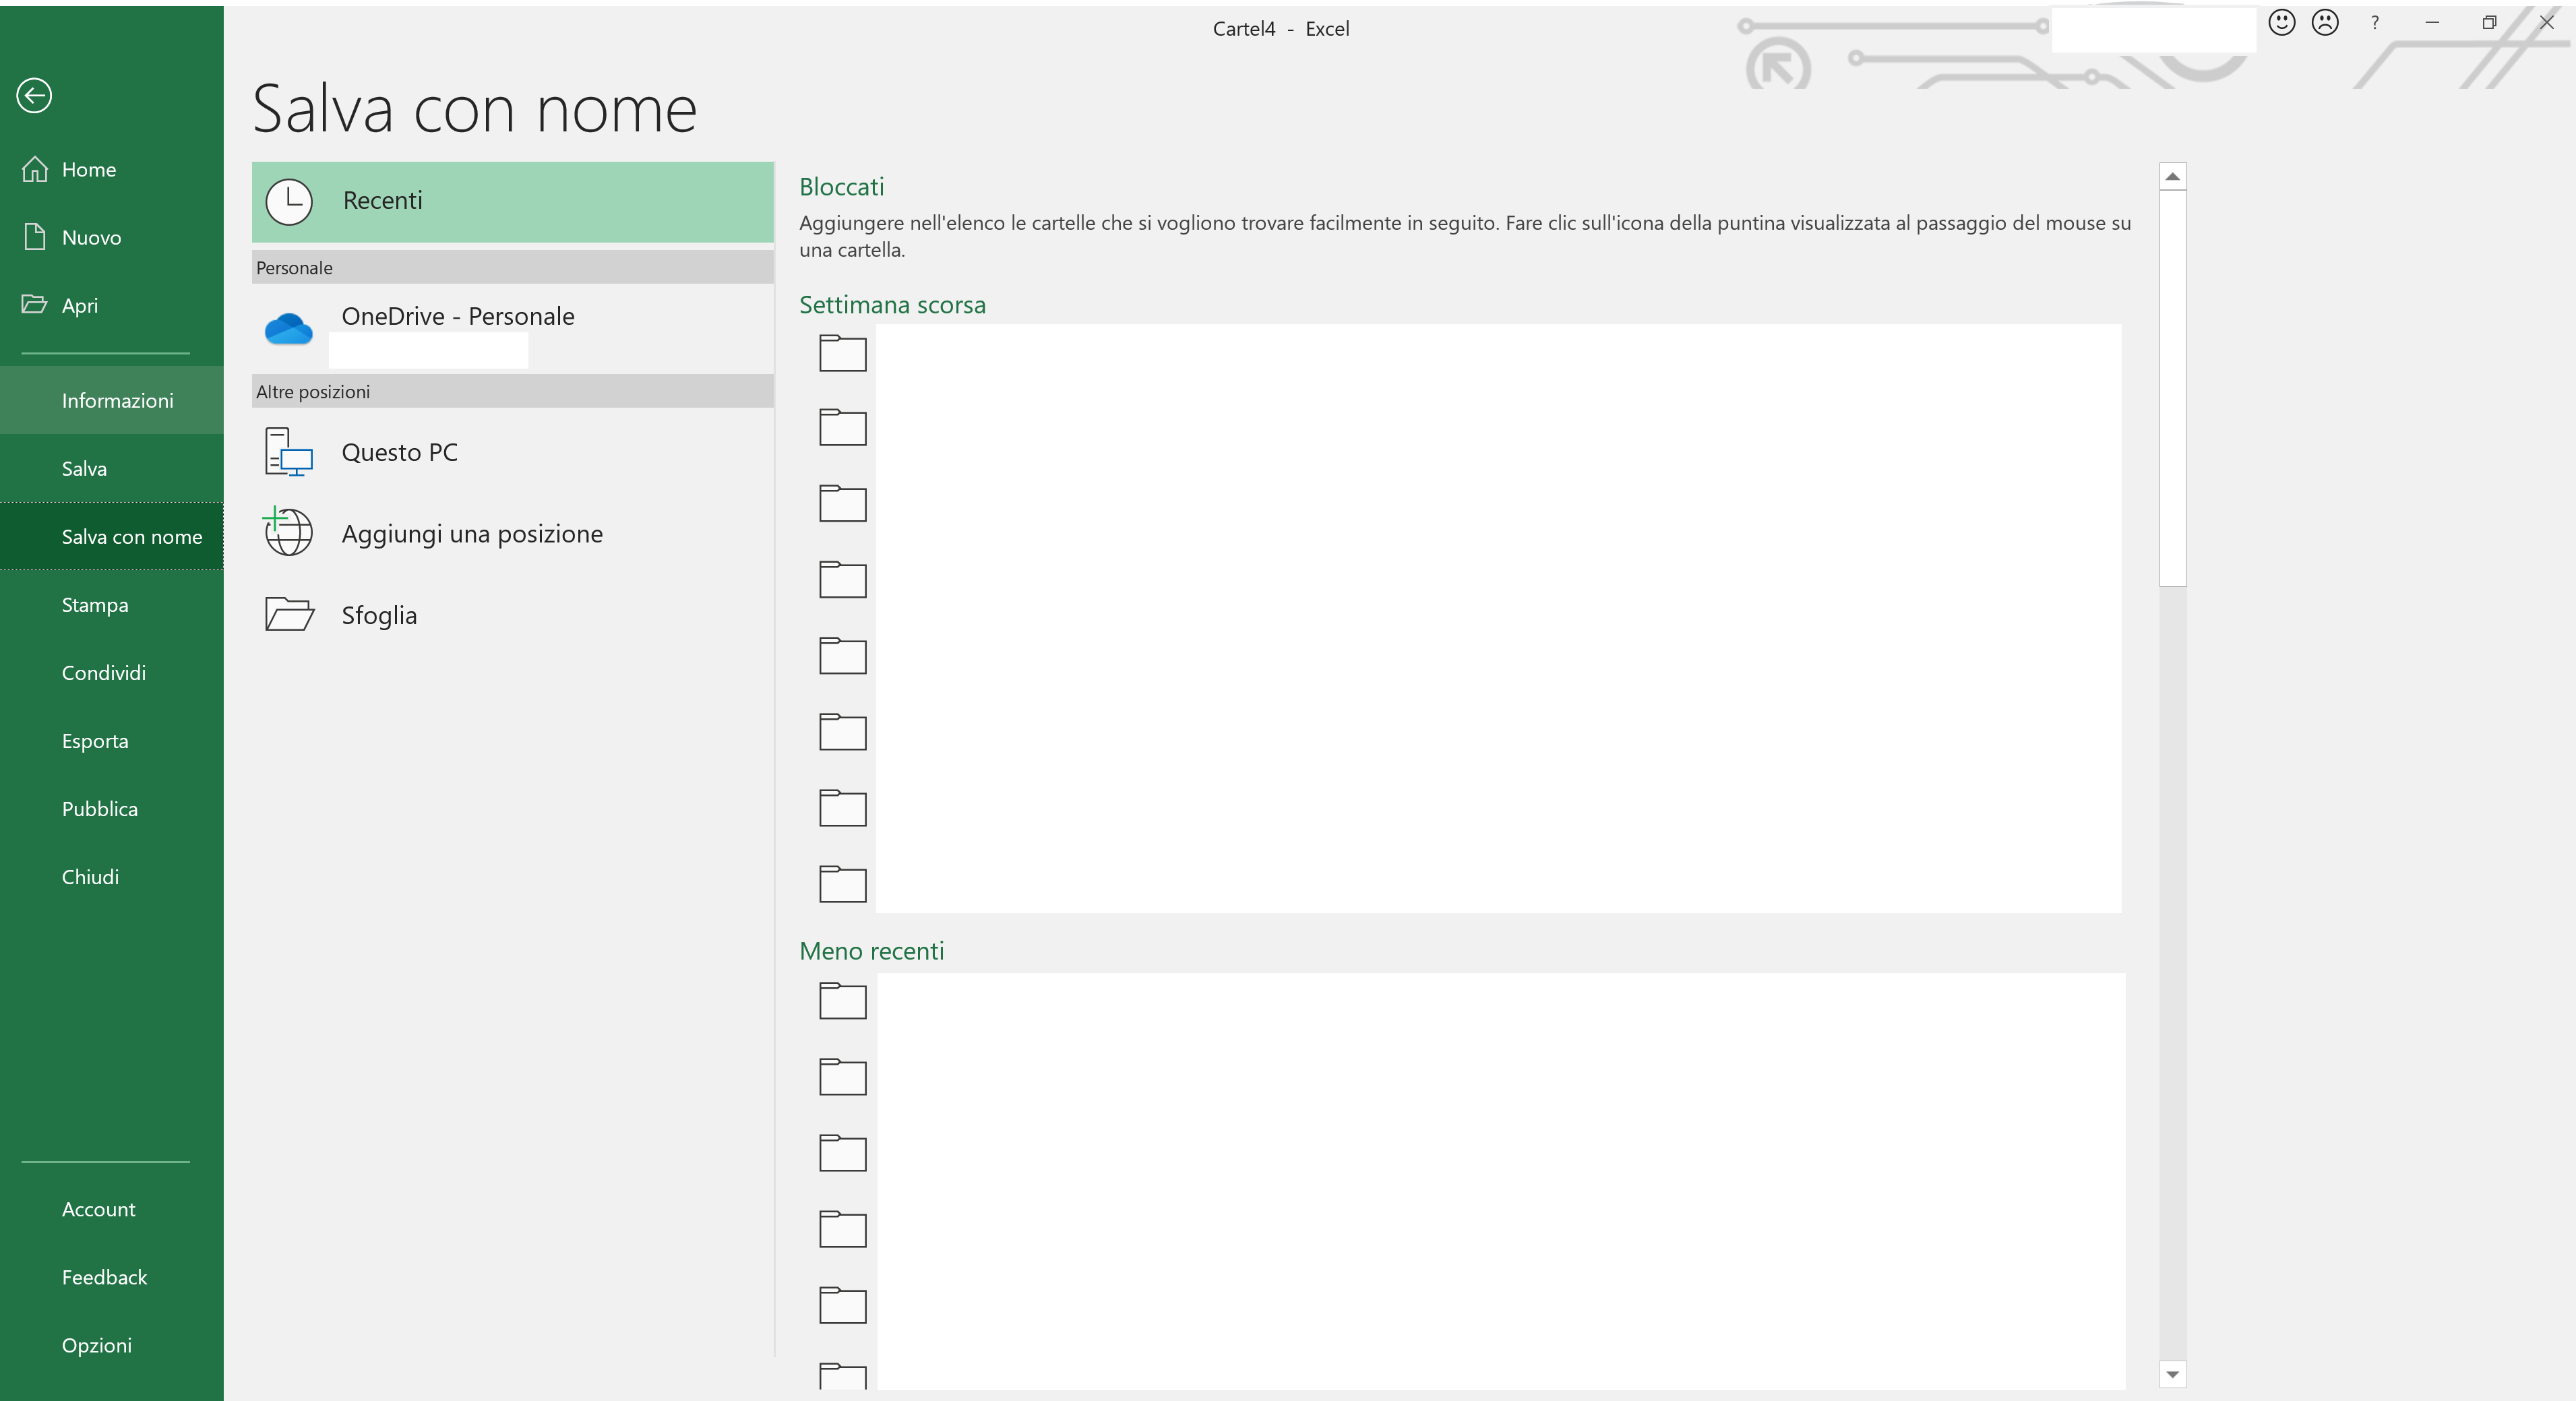 Cartel4 - Excel
?
Salva con nome
Home
Nuovo
Apri
Informazioni
Salva
Salva con nome
Stampa
Condividi
Esporta
Pubblica
Chiudi
Account
Feedback
Opzioni
Recenti
Personale
OneDrive - Personale
Altre posizioni
Questo PC
Aggiungi una posizione
Sfoglia
Bloccati
Aggiungere nell'elenco le cartelle che si vogliono trovare facilmente in seguito. Fare clic sull'icona della puntina visualizzata al passaggio del mouse su
una cartella.
Settimana scorsa
Meno recenti